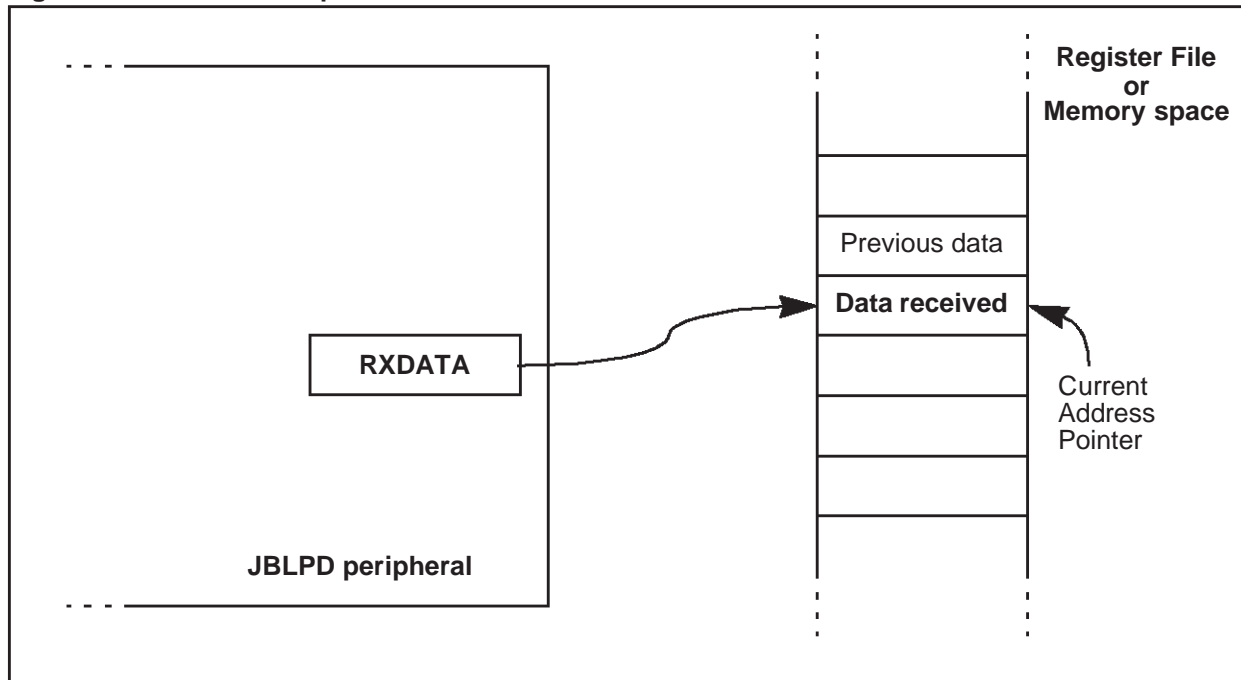 Register File
or
Memory space
Previous data
Data received
RXDATA
Current
Address
Pointer
JBLPD peripheral